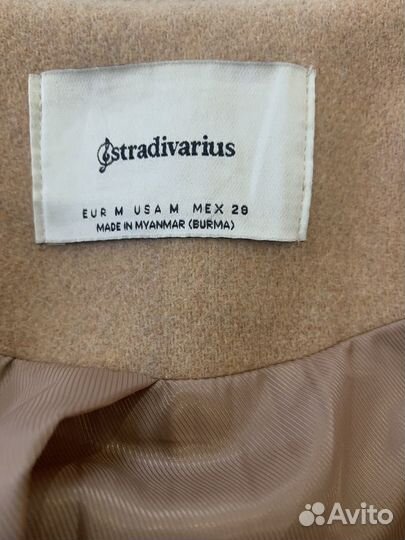 stradivarius
EUR M USA M MEX 28
MADE IN MYANMAR (BURMA)
Avito